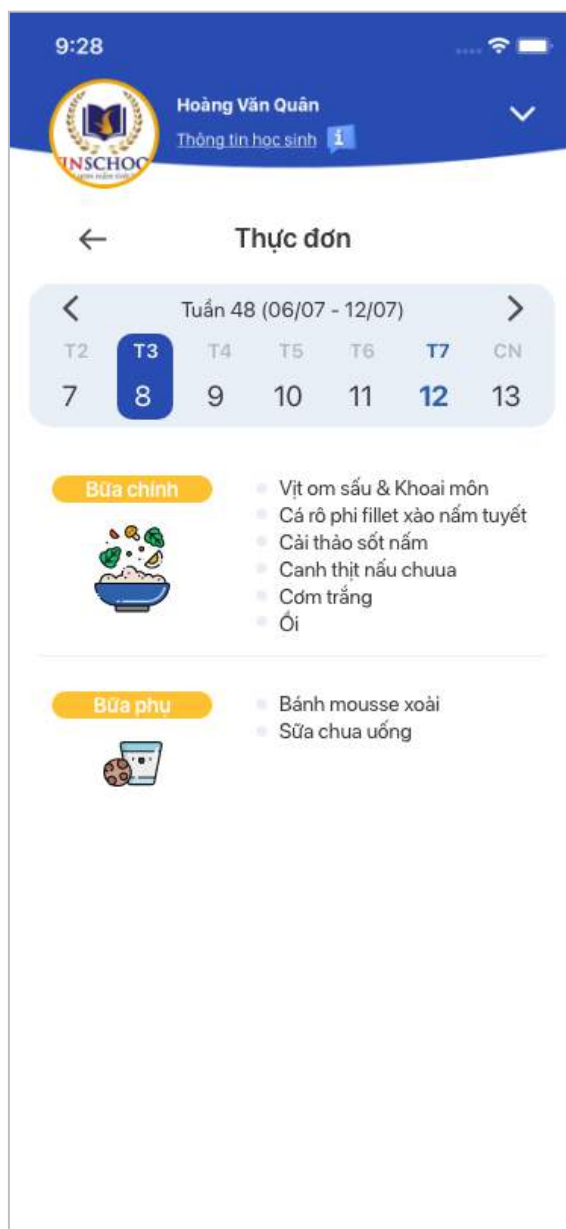 9:28
Hoàng Văn Quân
Thông tin học sinh
INSCHOO
Thực đơn
Tuần 48 (06/07 - 12/07)
T2 T3 T4 T5 T6 T7 CN
7 8 9 10 11 12 13
Bữa chính
Vịt om sấu & Khoai môn
Cá rô phi fillet xào nấm tuyết
Cải thảo sốt nấm
Canh thịt nấu chuua
Cơm trắng
Ổi
Bữa phụ
Bánh mousse xoài
Sữa chua uống